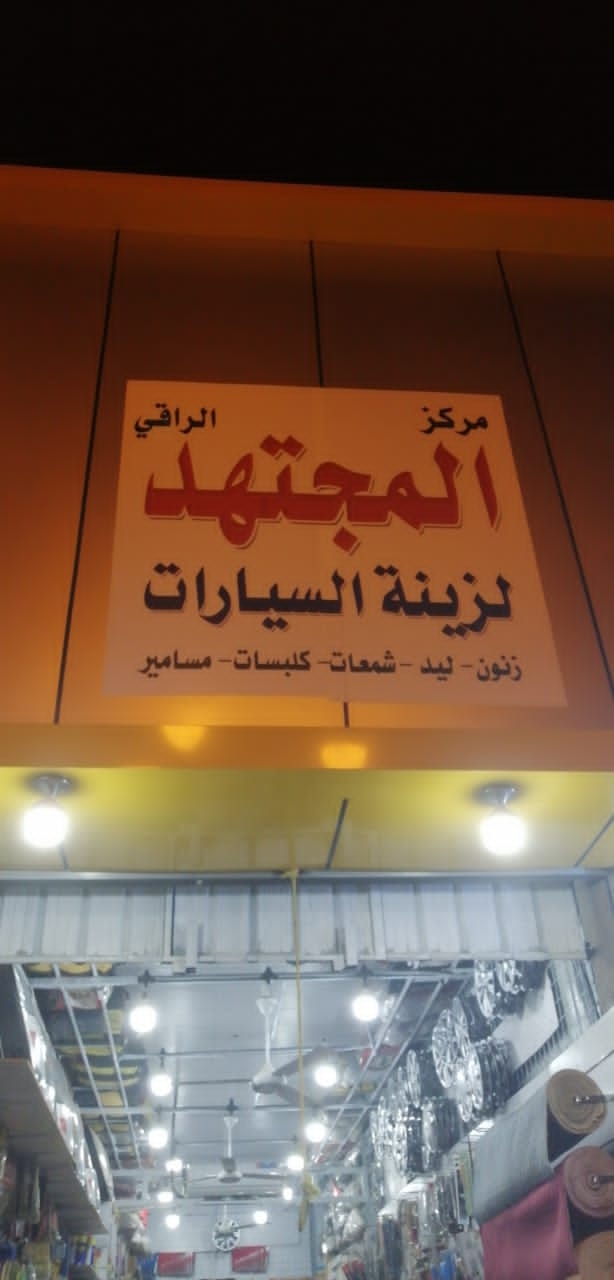 مركز الراقي
المجتهد
لزينة السيارات
زنون - ليد - شمعات - كلبسات - مسامير